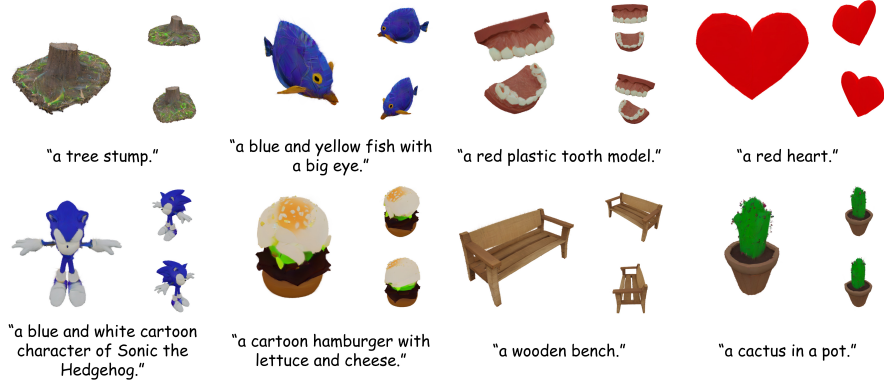 “a tree stump.”
“a blue and yellow fish with
a big eye.”
“a red plastic tooth model.”
“a red heart.”
“a blue and white cartoon
character of Sonic the
Hedgehog.”
“a cartoon hamburger with
lettuce and cheese.”
“a wooden bench.”
“a cactus in a pot.”